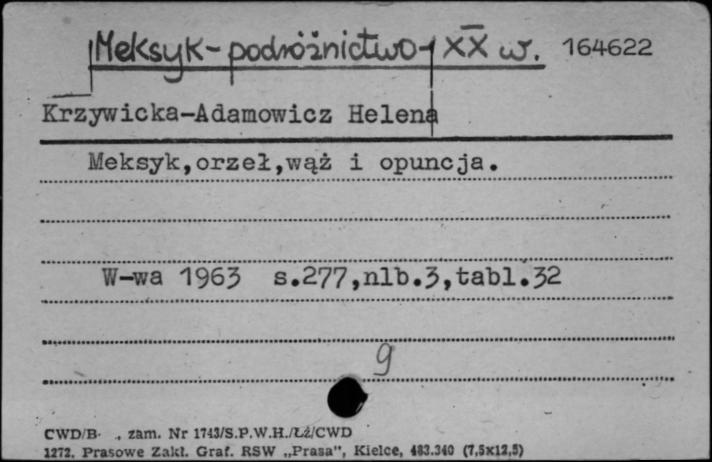 Meksyk - podróżnictwo - XX w. 164622
Krzywicka-Adamowicz Helena
Meksyk,orzeł,wąż i opuncja.
W-wa 1963 s.277,nlb.3,tabl.32
9
CWD/B- ., zam. Nr 1743/S.P.W.H./Łź/CWD
1272. Prasowe Zakł. Graf. RSW „Prasa", Kielce, 483.340 (7,5x12,5)